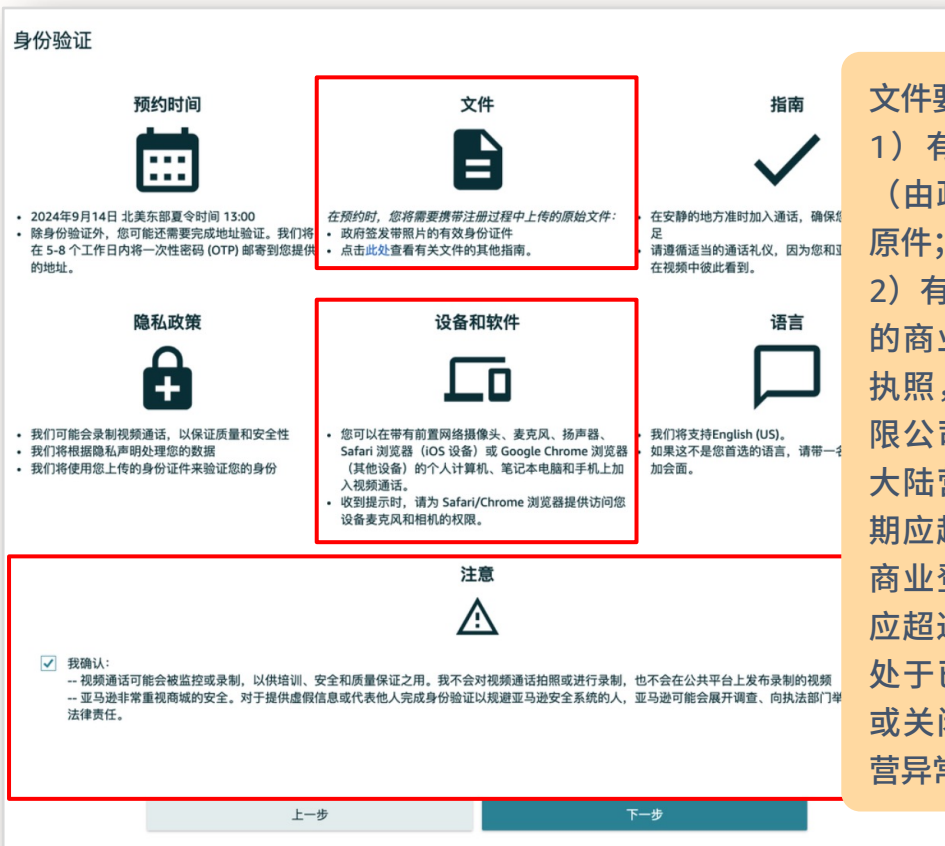 身份验证
预约时间
• 2024年9月14日 北美东部夏令时间 13:00
• 除身份验证外，您可能还需要完成地址验证。我们将
在 5-8 个工作日内将一次性密码 (OTP) 邮寄到您提供
的地址。
文件
在预约时，您将需要携带注册过程中上传的原始文件：
• 政府签发带照片的有效身份证件
• 点击此处查看有关文件的其他指南。
指南
• 在安静的地方准时加入通话，确保您
足
请遵循适当的通话礼仪，因为您和
在视频中彼此看到。
隐私政策
• 我们可能会录制视频通话，以保证质量和安全性
• 我们将根据隐私声明处理您的数据
• 我们将使用您上传的身份证件来验证您的身份
设备和软件
• 您可以在带有前置网络摄像头、麦克风、扬声器、
Safari 浏览器（iOS 设备）或 Google Chrome 浏览器
（其他设备）的个人计算机、笔记本电脑和手机上加
入视频通话。
• 收到提示时，请为 Safari/Chrome 浏览器提供访问您
设备麦克风和相机的权限。
语言
我们将支持English (US)。
如果这不是您首选的语言，请带一名
加会面。
注意
我确认：
-- 视频通话可能会被监控或录制，以供培训、安全和质量保证之用。我不会对视频通话拍照或进行录制，也不会在公共平台上发布录制的视频
-- 亚马逊非常重视商城的安全。对于提供虚假信息或代表他人完成身份验证以规避亚马逊安全系统的人，亚马逊可能会展开调查、向执法部门举
法律责任。
上一步
下一步
文件要
1）有
（由政
原件；
2）有
的商业
执照，
限公司
大陆营
期应超
商业登
应超过
处于已
或关闭
营异常